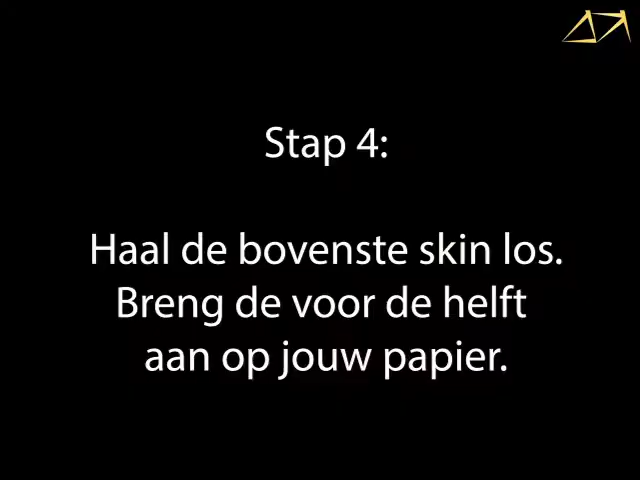 Stap 4:
Haal de bovenste skin los.
Breng de voor de helft
aan op jouw papier.